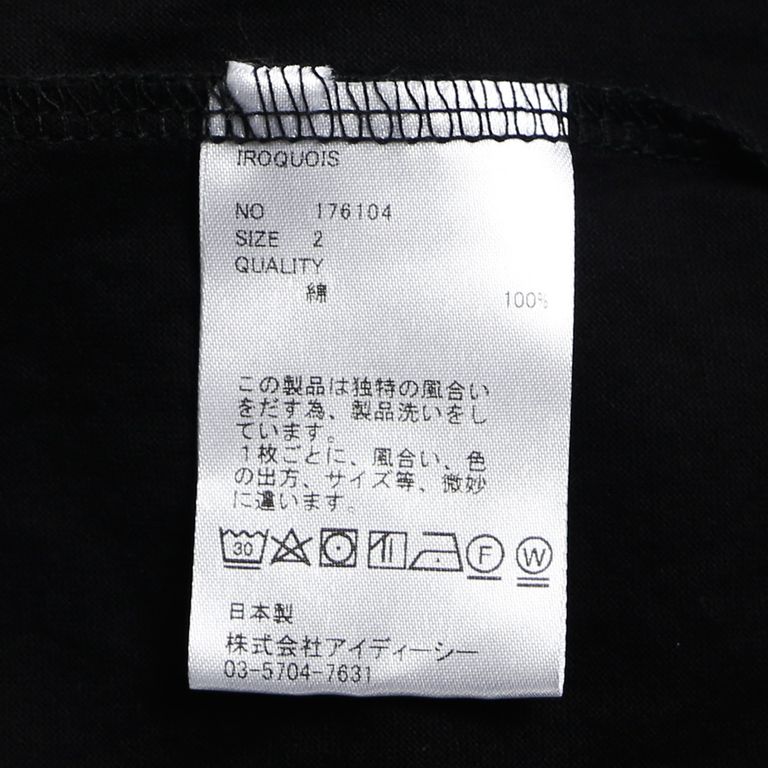 IROQUOIS
NO 176104
SIZE 2
QUALITY
綿 100%
この製品は独特の風合い
をだす為、製品洗いをし
ています。
1枚ごとに、風合い、色
の出方、サイズ等、微妙
に違います。
30 F W
日本製
株式会社アイディーシー
03-5704-7631